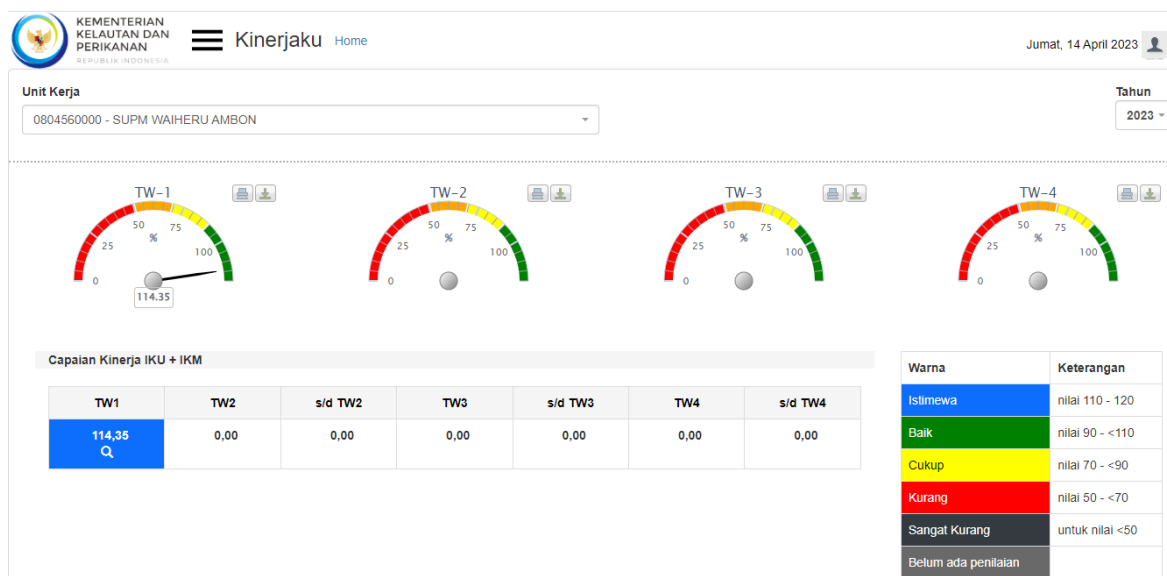 KEMENTERIAN
KELAUTAN DAN
PERIKANAN
REPUBLIK INDONESIA
Kinerjaku Home
Jumat, 14 April 2023
Unit Kerja
Tahun
0804560000 - SUPM WAIHERU AMBON
2023
TW-1
0 25 50 75 100
%
114.35
TW-2
0 25 50 75 100
%
TW-3
0 25 50 75 100
%
TW-4
0 25 50 75 100
%
Capaian Kinerja IKU + IKM
TW1 TW2 s/d TW2 TW3 s/d TW3 TW4 s/d TW4
114,35 0,00 0,00 0,00 0,00 0,00 0,00
Warna Keterangan
Istimewa nilai 110 - 120
Baik nilai 90 - <110
Cukup nilai 70 - <90
Kurang nilai 50 - <70
Sangat Kurang untuk nilai <50
Belum ada penilaian